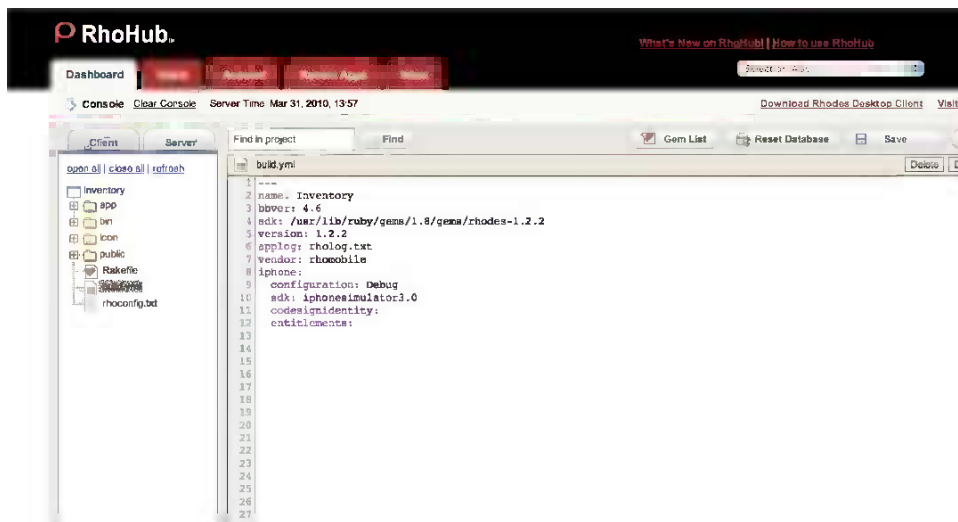 RhoHub
What's New on RhoHub! | How to use RhoHub
Dashboard
Console Clear Console Server Time Mar 31, 2010, 13:57
Download Rhodes Desktop Client Visit
Client Server
Find in project Find
Gem List Reset Database Save
open all | close all | refresh
build.yml
Delete
Inventory
app
bin
icon
public
Rakefile
rhoconfig.txt
1 ---
2 name. Inventory
3 bbver: 4.6
4 sdk: /usr/lib/ruby/gems/1.8/gems/rhodes-1.2.2
5 version: 1.2.2
6 applog: rholog.txt
7 vendor: rhomobile
8 iphone:
9 configuration: Debug
10 sdk: iphonesimulator3.0
11 codesignidentity:
12 entitlements:
13
14
15
16
17
18
19
20
21
22
23
24
25
26
27